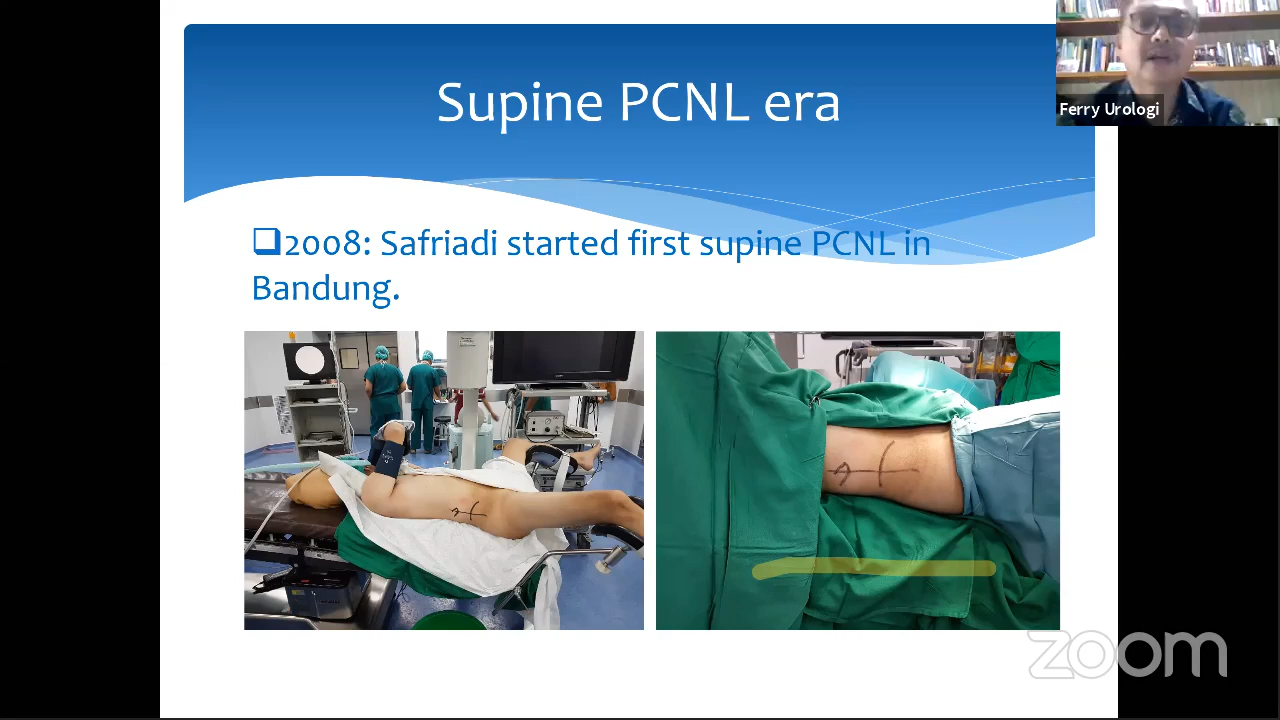 Supine PCNL era
Ferry Urologi
❑2008: Safriadi started first supine PCNL in
Bandung.
zoom